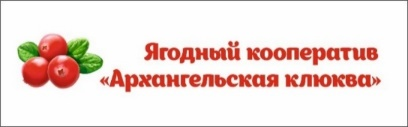 Ягодный кооператив
«Архангельская клюква»